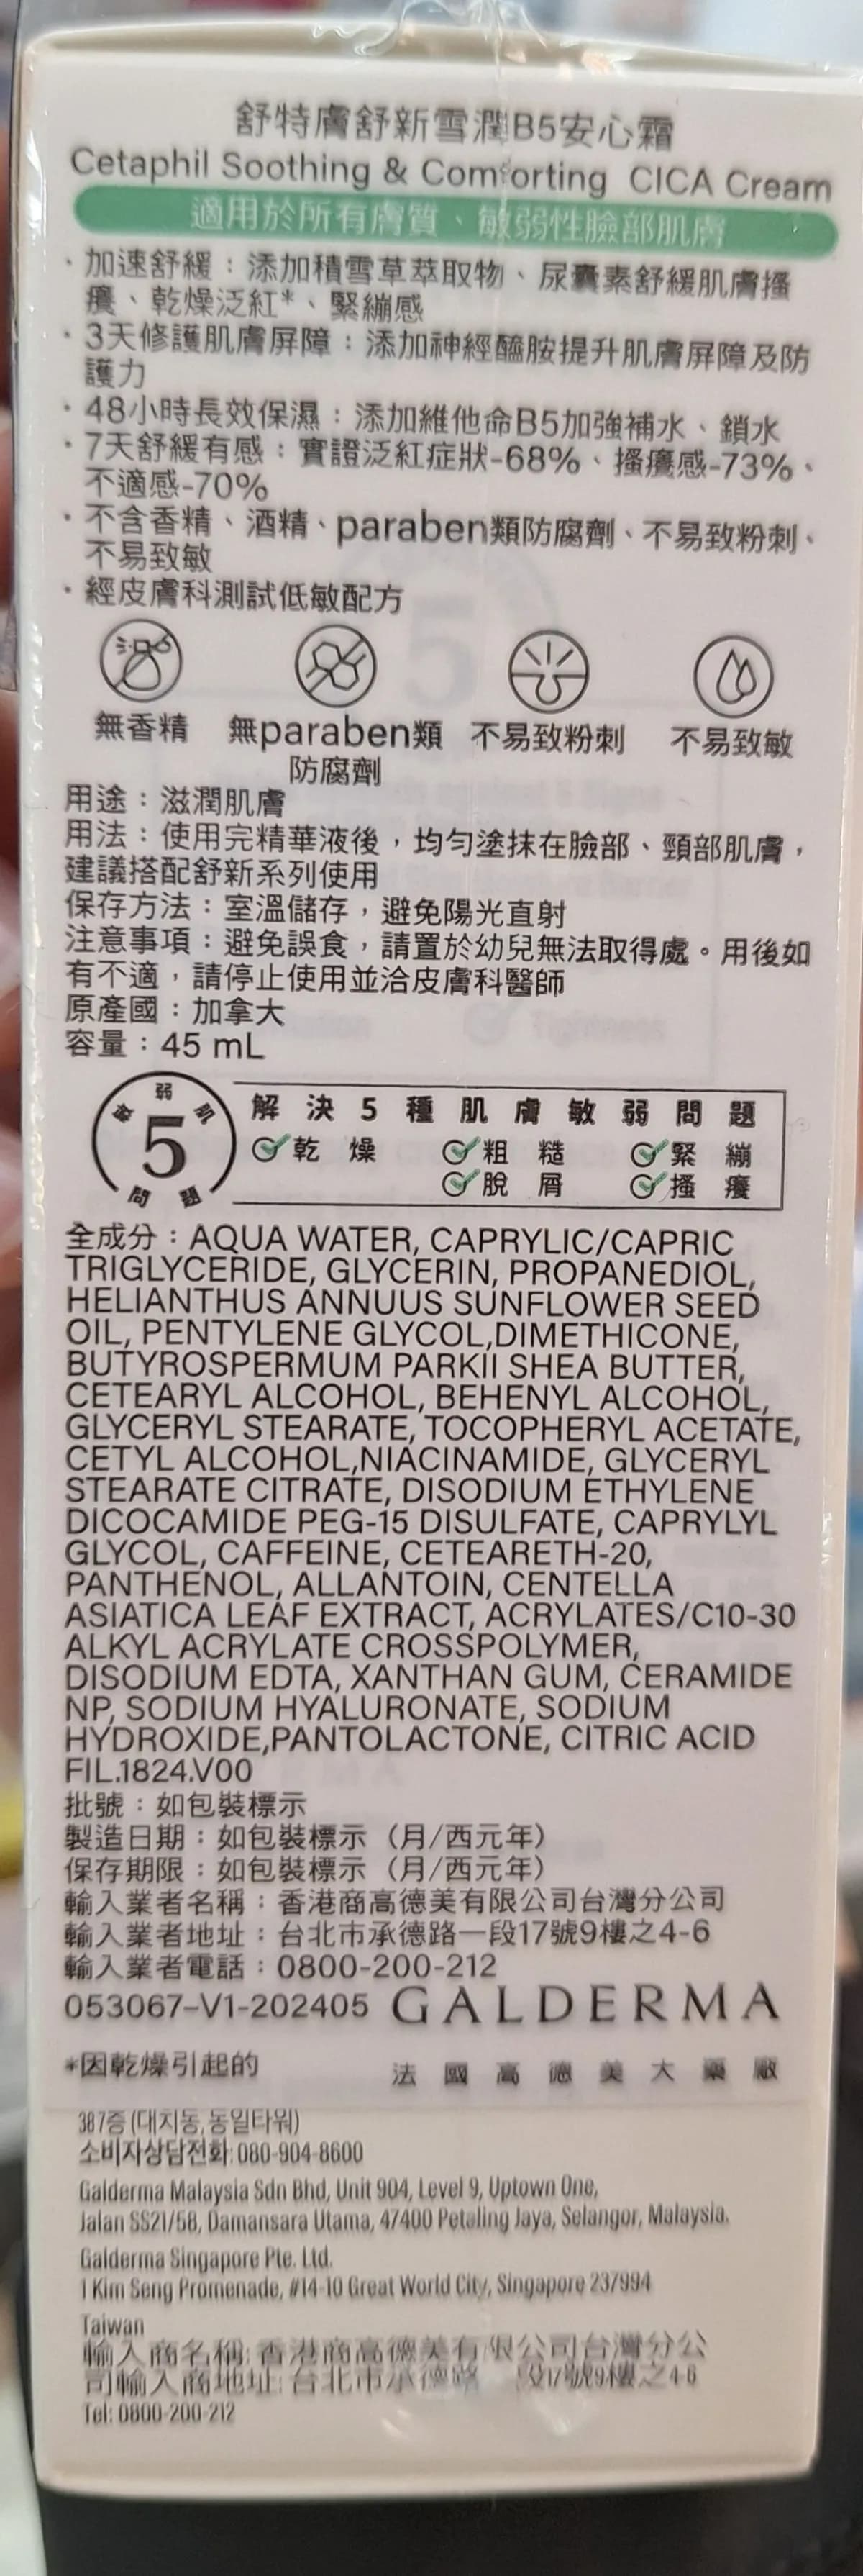 舒特膚舒新雪潤B5安心霜
Cetaphil Soothing & Comforting CICA Cream
適用於所有膚質、敏弱性臉部肌膚
· 加速舒緩：添加積雪草萃取物、尿囊素舒緩肌膚搔
癢、乾燥泛紅*、緊繃感
· 3天修護肌膚屏障：添加神經醯胺提升肌膚屏障及防
護力
· 48小時長效保濕：添加維他命B5加強補水、鎖水
· 7天舒緩有感：實證泛紅症狀-68%、搔癢感-73%、
不適感-70%
· 不含香精、酒精、paraben類防腐劑、不易致粉刺、
不易致敏
· 經皮膚科測試低敏配方
無香精 無paraben類 不易致粉刺 不易致敏
防腐劑
用途：滋潤肌膚
用法：使用完精華液後，均勻塗抹在臉部、頸部肌膚，
建議搭配舒新系列使用
保存方法：室溫儲存，避免陽光直射
注意事項：避免誤食，請置於幼兒無法取得處。用後如
有不適，請停止使用並洽皮膚科醫師
原產國：加拿大
容量：45 mL
敏弱肌
5
問題
解決5種肌膚敏弱問題
乾燥 粗糙 緊繃
脫屑 搔癢
全成分：AQUA WATER, CAPRYLIC/CAPRIC
TRIGLYCERIDE, GLYCERIN, PROPANEDIOL,
HELIANTHUS ANNUUS SUNFLOWER SEED
OIL, PENTYLENE GLYCOL,DIMETHICONE,
BUTYROSPERMUM PARKII SHEA BUTTER,
CETEARYL ALCOHOL, BEHENYL ALCOHOL,
GLYCERYL STEARATE, TOCOPHERYL ACETATE,
CETYL ALCOHOL,NIACINAMIDE, GLYCERYL
STEARATE CITRATE, DISODIUM ETHYLENE
DICOCAMIDE PEG-15 DISULFATE, CAPRYLYL
GLYCOL, CAFFEINE, CETEARETH-20,
PANTHENOL, ALLANTOIN, CENTELLA
ASIATICA LEAF EXTRACT, ACRYLATES/C10-30
ALKYL ACRYLATE CROSSPOLYMER,
DISODIUM EDTA, XANTHAN GUM, CERAMIDE
NP, SODIUM HYALURONATE, SODIUM
HYDROXIDE,PANTOLACTONE, CITRIC ACID
FIL.1824.V00
批號：如包裝標示
製造日期：如包裝標示（月/西元年）
保存期限：如包裝標示（月/西元年）
輸入業者名稱：香港商高德美有限公司台灣分公司
輸入業者地址：台北市承德路一段17號9樓之4-6
輸入業者電話：0800-200-212
053067-V1-202405 GALDERMA
*因乾燥引起的 法國高德美大藥廠
387층 (대치동, 동일타워)
소비자상담전화: 080-904-8600
Galderma Malaysia Sdn Bhd, Unit 904, Level 9, Uptown One,
Jalan SS21/58, Damansara Utama, 47400 Petaling Jaya, Selangor, Malaysia.
Galderma Singapore Pte. Ltd.
1 Kim Seng Promenade, #14-10 Great World City, Singapore 237994
Taiwan
輸入商名稱: 香港商高德美有限公司台灣分公
司輸入商地址: 台北市承德路 段17號9樓之4-6
Tel: 0800-200-212